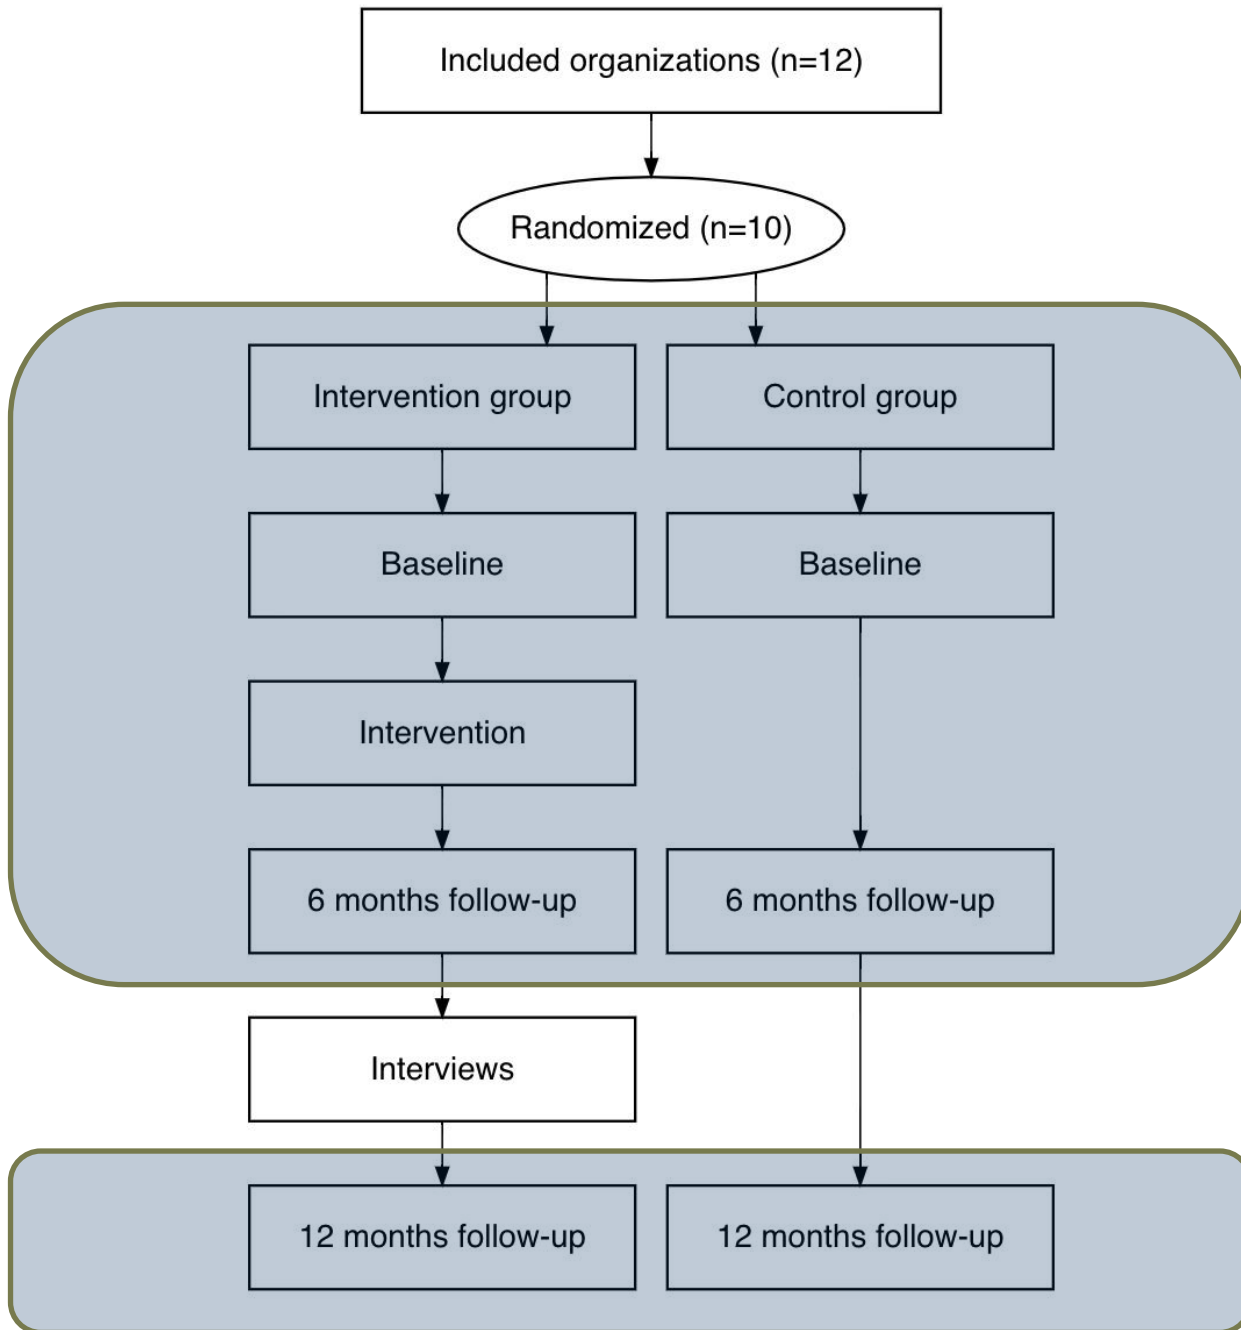 Included organizations (n=12)
Randomized (n=10)
Intervention group
Control group
Baseline
Baseline
Intervention
6 months follow-up
6 months follow-up
Interviews
12 months follow-up
12 months follow-up